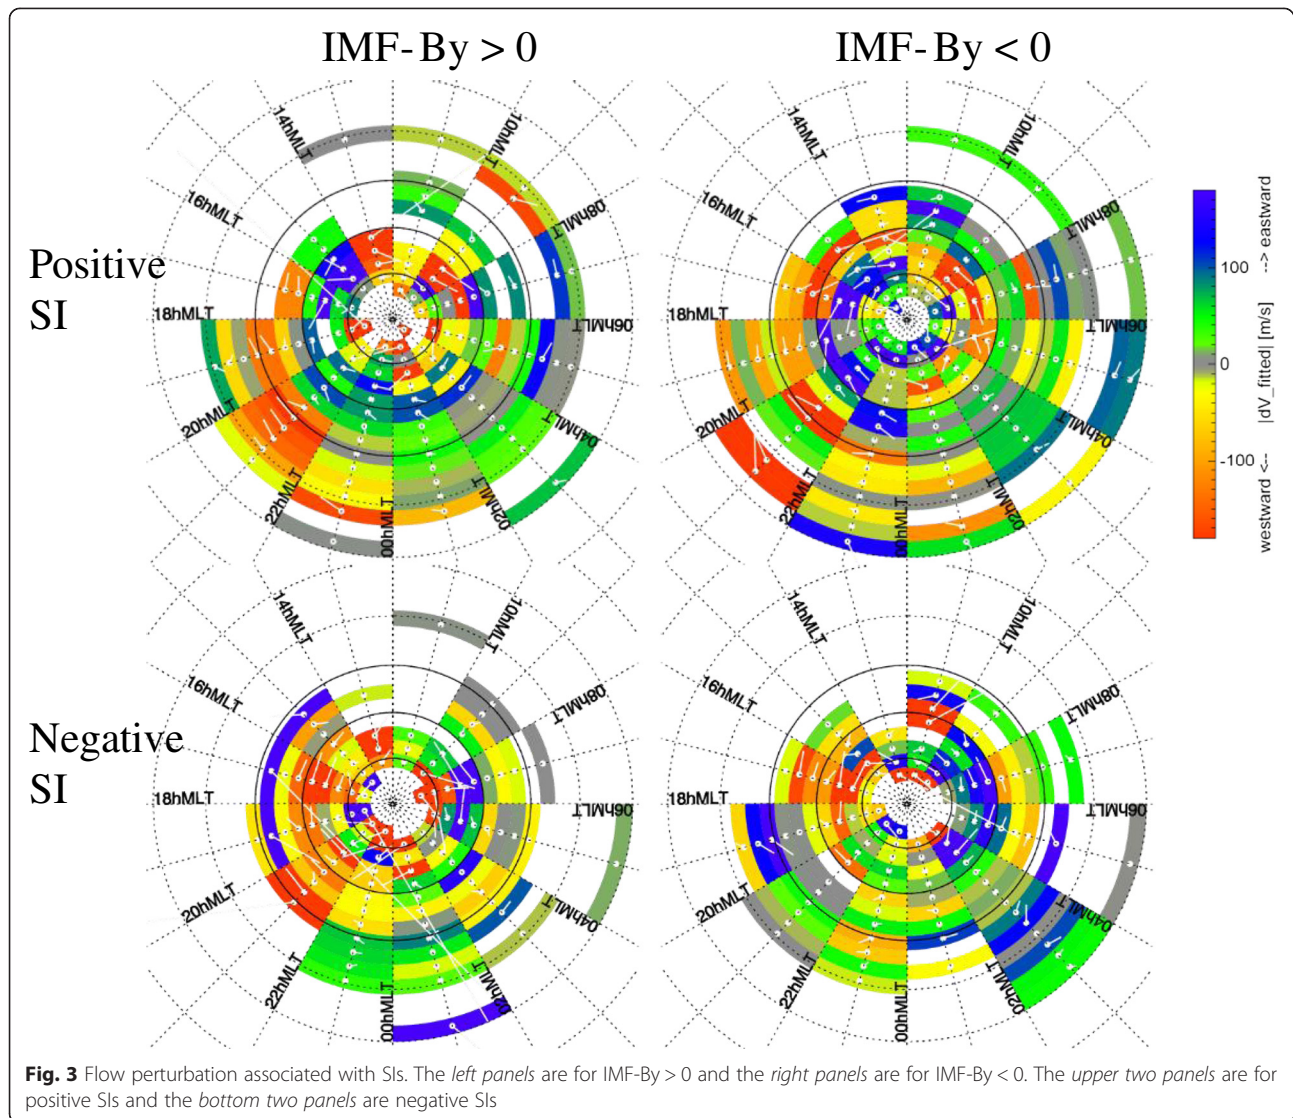 IMF-By > 0
IMF-By < 0
Positive
SI
Negative
SI
14hMLT
10hMLT
16hMLT
08hMLT
18hMLT
06hMLT
20hMLT
04hMLT
22hMLT
02hMLT
00hMLT
14hMLT
10hMLT
16hMLT
08hMLT
18hMLT
06hMLT
20hMLT
04hMLT
22hMLT
02hMLT
00hMLT
westward <-- |dV_fitted| [m/s] --> eastward
100
0
-100
14hMLT
10hMLT
16hMLT
08hMLT
18hMLT
06hMLT
20hMLT
04hMLT
22hMLT
02hMLT
00hMLT
14hMLT
10hMLT
16hMLT
08hMLT
18hMLT
06hMLT
20hMLT
04hMLT
22hMLT
02hMLT
00hMLT
Fig. 3 Flow perturbation associated with SIs. The left panels are for IMF-By > 0 and the right panels are for IMF-By < 0. The upper two panels are for
positive SIs and the bottom two panels are negative SIs